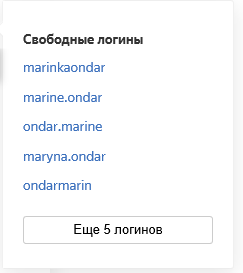 Свободные логины
marinkaondar
marine.ondar
ondar.marine
maryna.ondar
ondarmarin
Еще 5 логинов